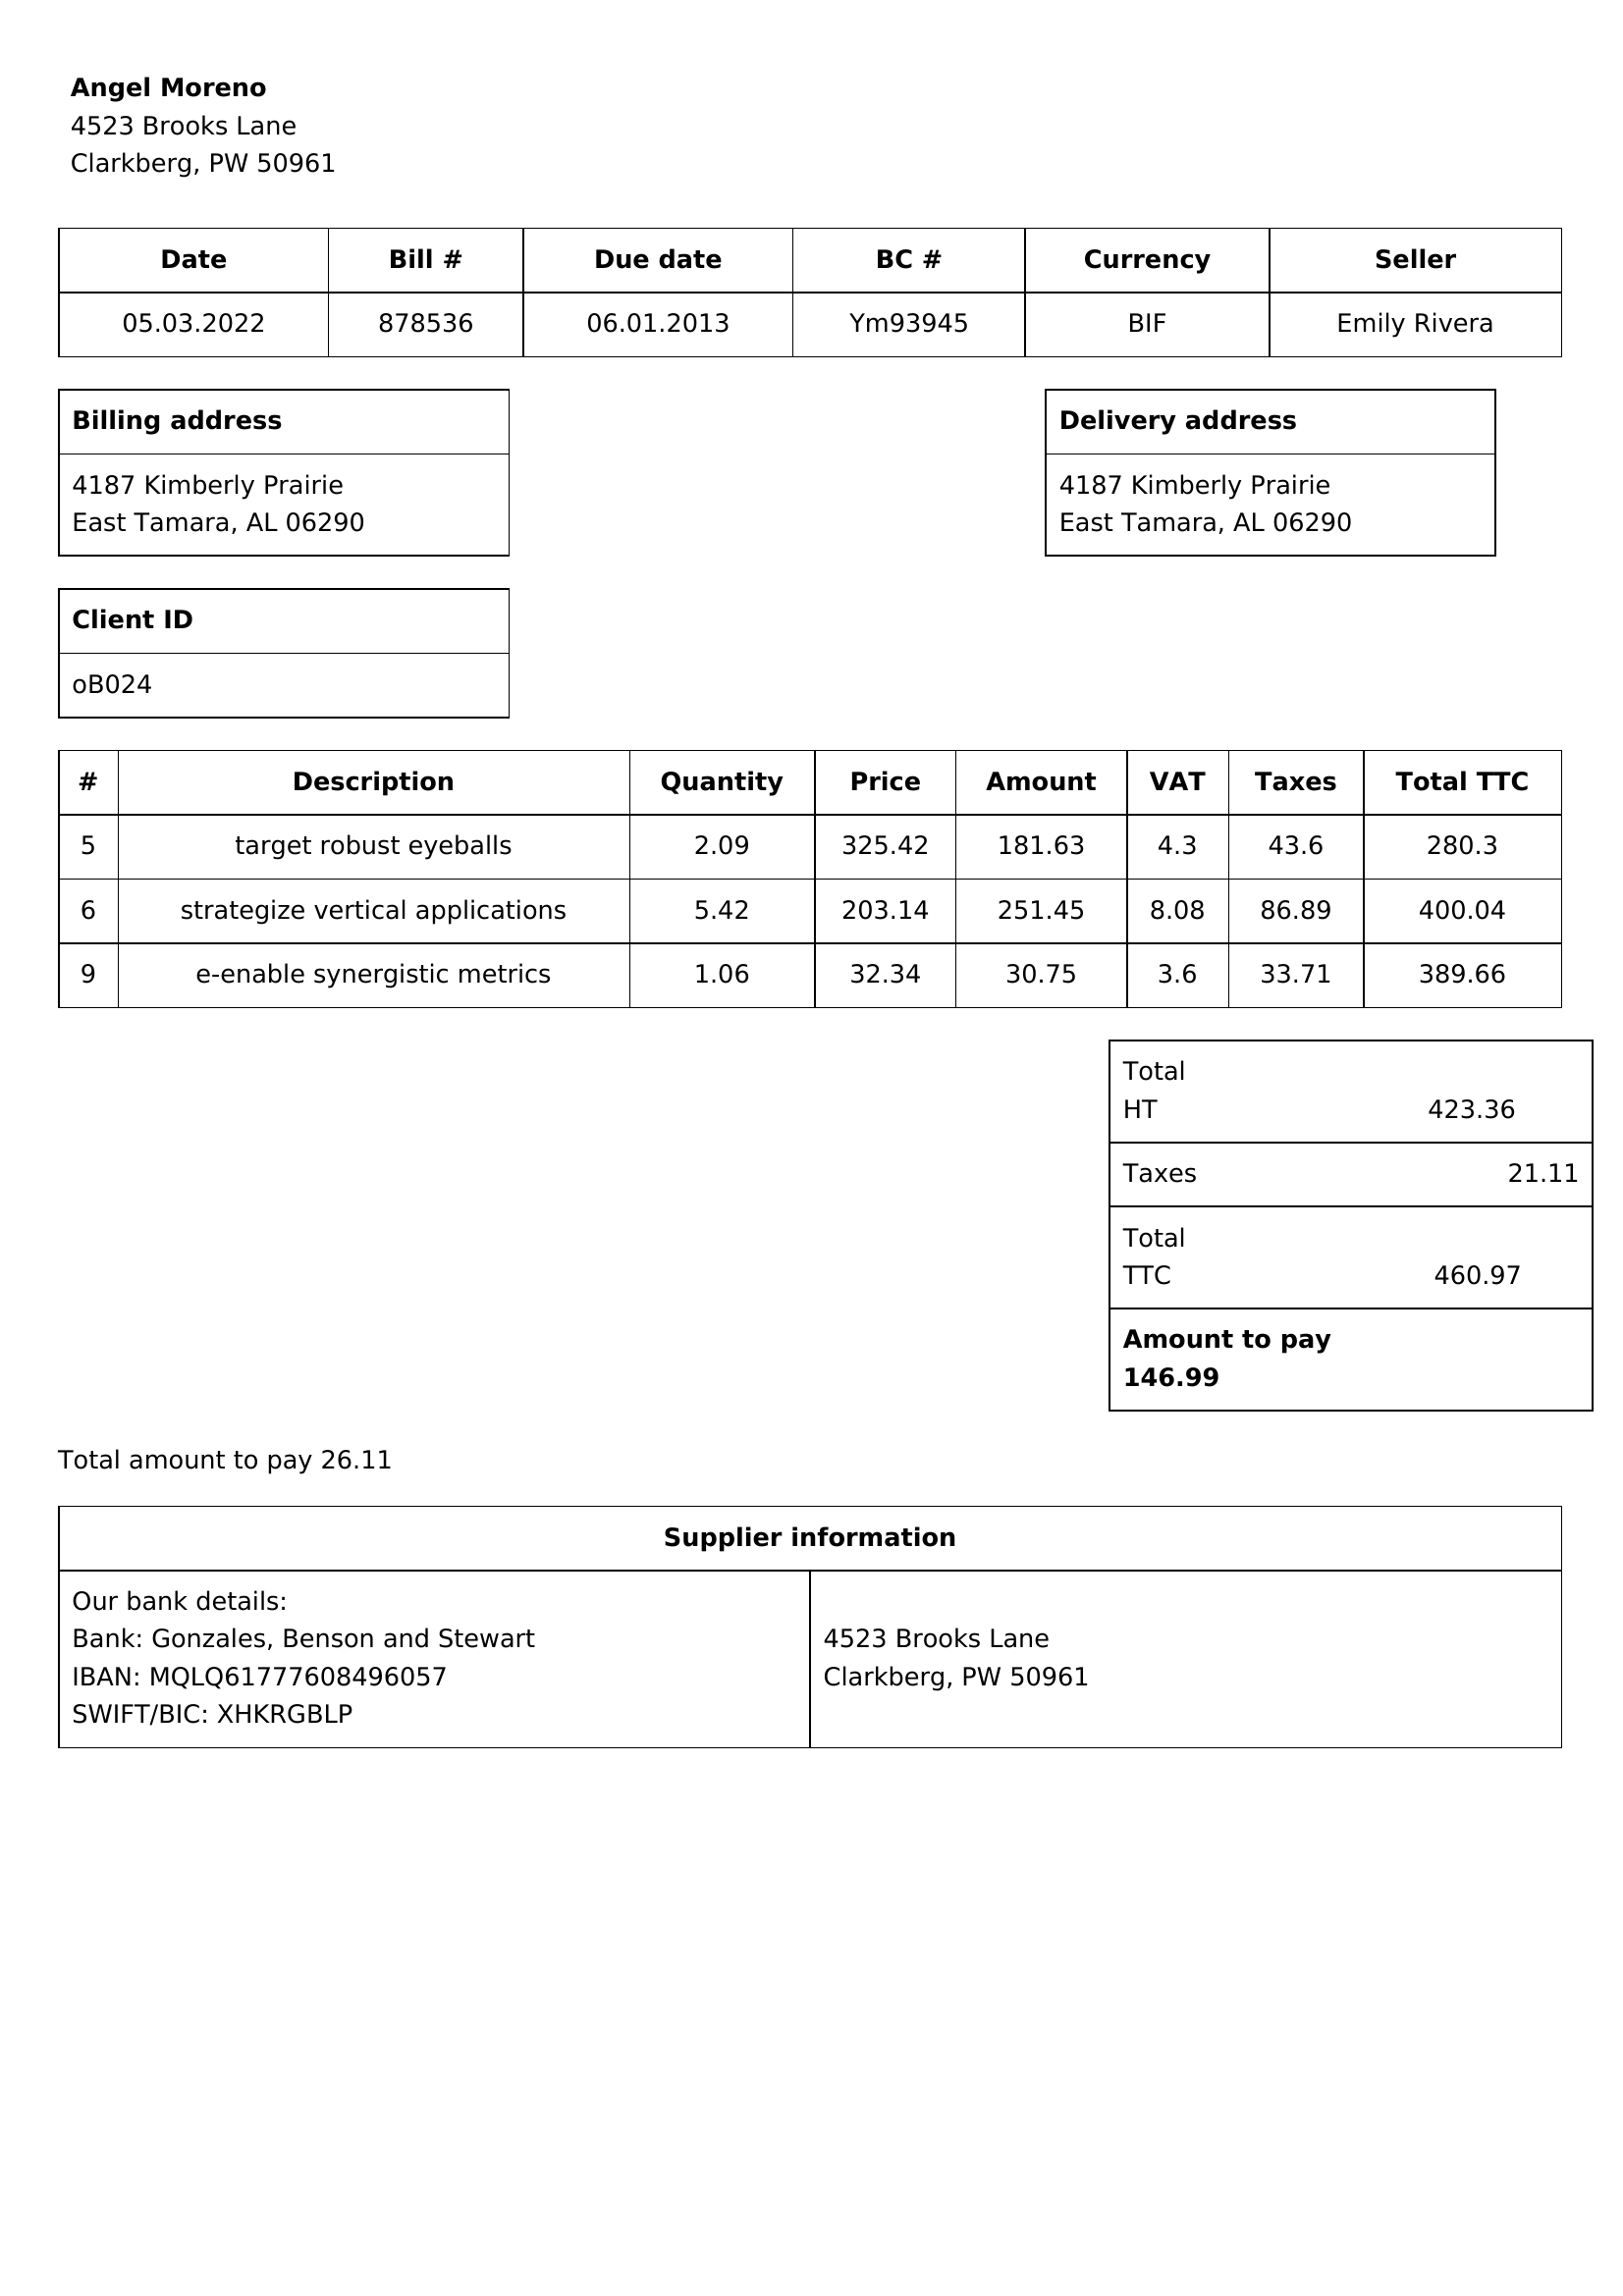 Angel Moreno
4523 Brooks Lane
Clarkberg, PW 50961
Date Bill # Due date BC # Currency Seller
05.03.2022 878536 06.01.2013 Ym93945 BIF Emily Rivera
Billing address
4187 Kimberly Prairie
East Tamara, AL 06290
Delivery address
4187 Kimberly Prairie
East Tamara, AL 06290
Client ID
oB024
# Description Quantity Price Amount VAT Taxes Total TTC
5 target robust eyeballs 2.09 325.42 181.63 4.3 43.6 280.3
6 strategize vertical applications 5.42 203.14 251.45 8.08 86.89 400.04
9 e-enable synergistic metrics 1.06 32.34 30.75 3.6 33.71 389.66
Total
HT 423.36
Taxes 21.11
Total
TTC 460.97
Amount to pay
146.99
Total amount to pay 26.11
Supplier information
Our bank details:
Bank: Gonzales, Benson and Stewart
IBAN: MQLQ61777608496057
SWIFT/BIC: XHKRGBLP
4523 Brooks Lane
Clarkberg, PW 50961